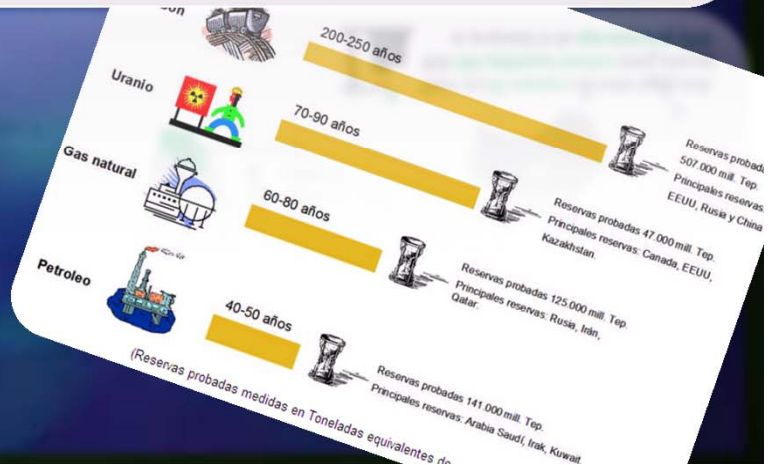 200-250 años
Reservas
507.000 mill. Tep.
Principales reservas:
EEUU, Rusia y China
Uranio
70-90 años
Reservas probadas 47.000 mill. Tep.
Principales reservas: Canada, EEUU,
Kazakhstan.
Gas natural
60-80 años
Reservas probadas 125.000 mill. Tep.
Principales reservas: Rusia, Irán,
Qatar.
Petroleo
40-50 años
Reservas probadas 141.000 mill. Tep.
Principales reservas: Arabia Saudí, Irak, Kuwait
(Reservas probadas medidas en Toneladas equivalentes de